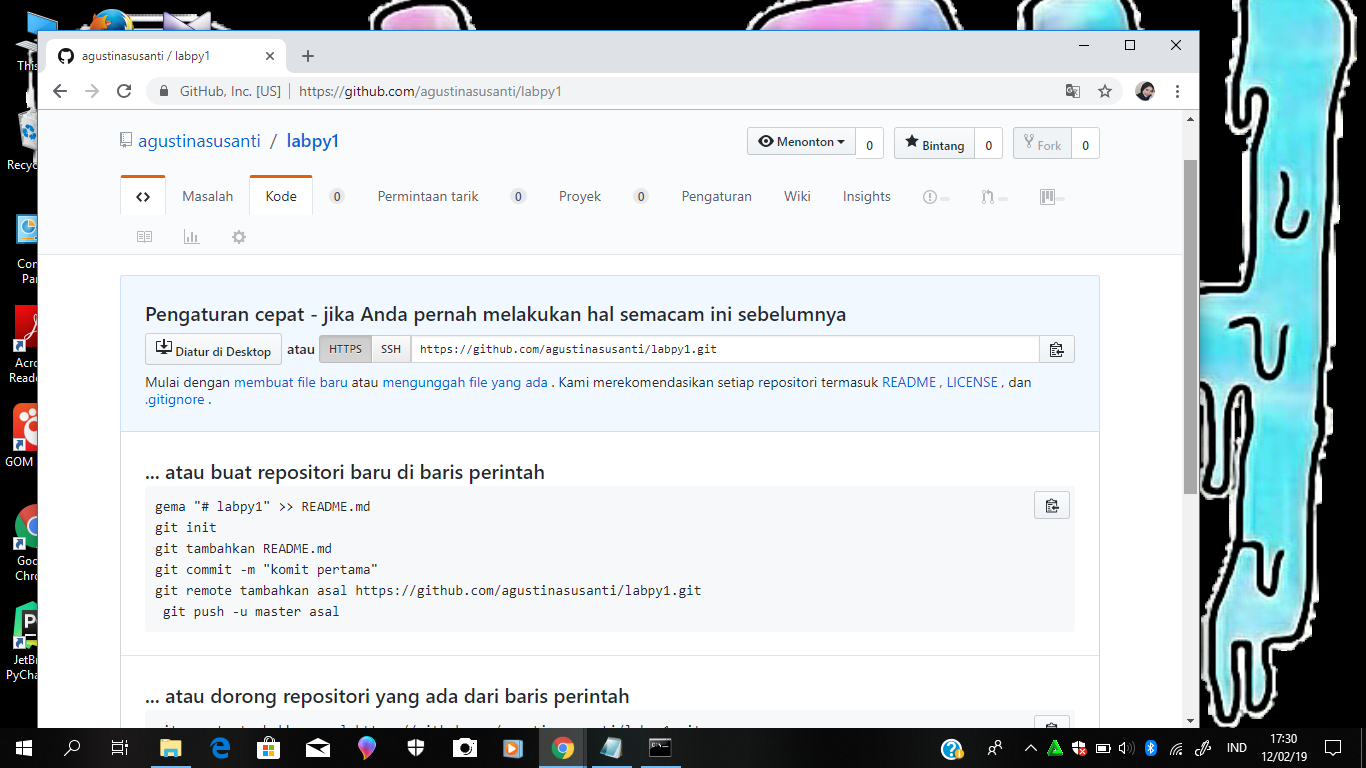 agustinasusanti / labpy1
GitHub, Inc. [US] https://github.com/agustinasusanti/labpy1
agustinasusanti / labpy1
Menonton 0 Bintang 0 Fork 0
Masalah Kode 0 Permintaan tarik 0 Proyek 0 Pengaturan Wiki Insights
Pengaturan cepat - jika Anda pernah melakukan hal semacam ini sebelumnya
Diatur di Desktop atau HTTPS SSH https://github.com/agustinasusanti/labpy1.git
Mulai dengan membuat file baru atau mengunggah file yang ada . Kami merekomendasikan setiap repositori termasuk README , LICENSE , dan
.gitignore .
... atau buat repositori baru di baris perintah
gema "# labpy1" >> README.md
git init
git tambahkan README.md
git commit -m "komit pertama"
git remote tambahkan asal https://github.com/agustinasusanti/labpy1.git
git push -u master asal
... atau dorong repositori yang ada dari baris perintah
This
Recyc
Con
Par
Acro
Reade
GOM
Goo
Chro
JetBr
PyCha
IND
17:30
12/02/19